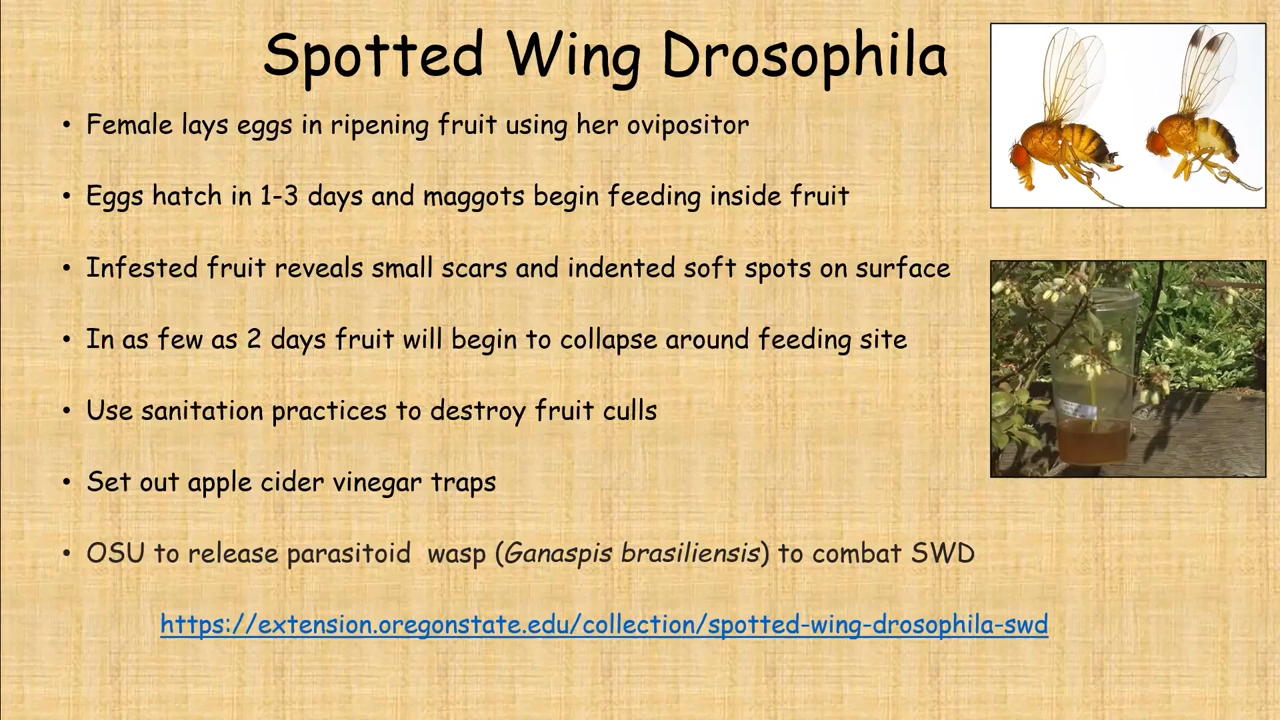 Spotted Wing Drosophila
• Female lays eggs in ripening fruit using her ovipositor
• Eggs hatch in 1-3 days and maggots begin feeding inside fruit
• Infested fruit reveals small scars and indented soft spots on surface
• In as few as 2 days fruit will begin to collapse around feeding site
• Use sanitation practices to destroy fruit culls
• Set out apple cider vinegar traps
• OSU to release parasitoid wasp (Ganaspis brasiliensis) to combat SWD
https://extension.oregonstate.edu/collection/spotted-wing-drosophila-swd